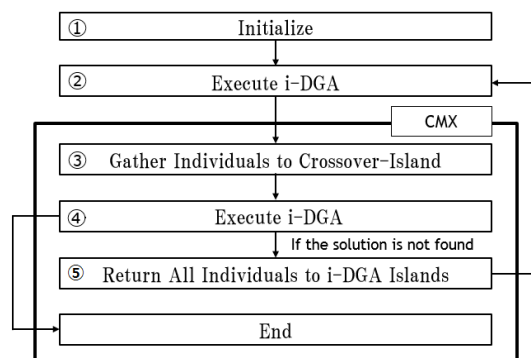 ① Initialize
② Execute i-DGA
CMX
③ Gather Individuals to Crossover-Island
④ Execute i-DGA
If the solution is not found
⑤ Return All Individuals to i-DGA Islands
End